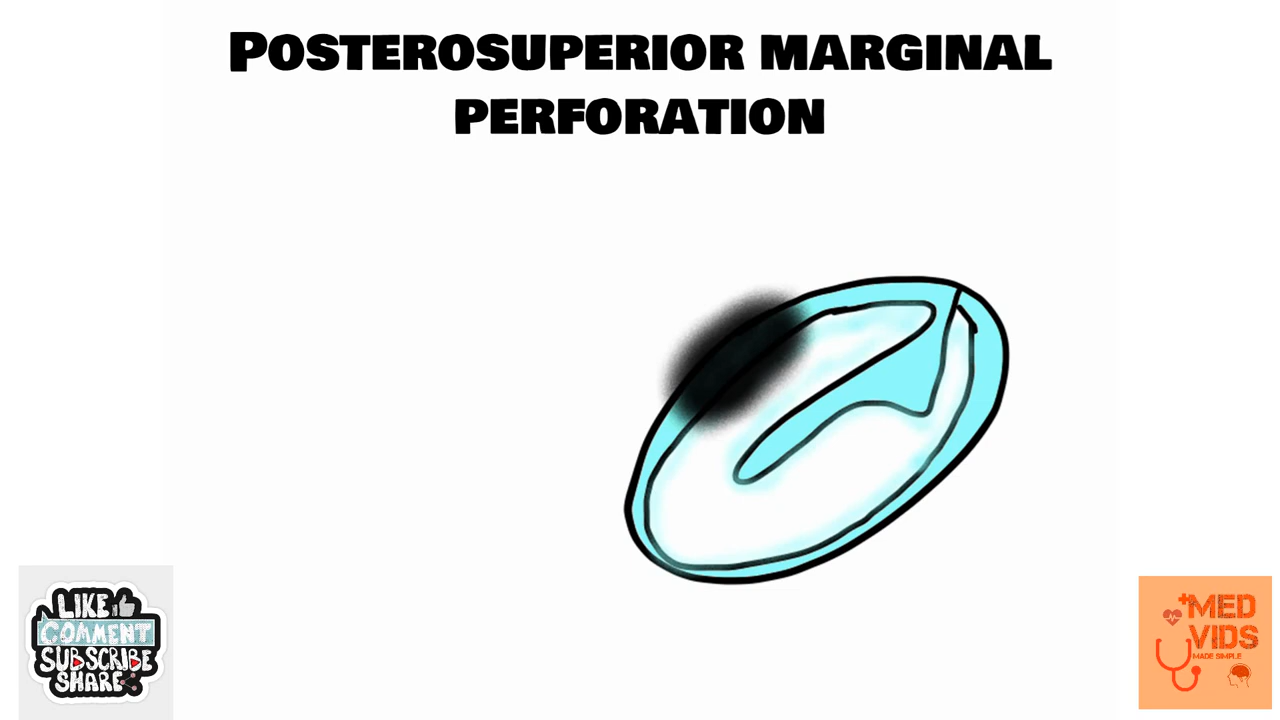 POSTEROSUPERIOR MARGINAL
PERFORATION
LIKE
COMMENT
SUBSCRIBE
SHARE
MED
VIDS
MADE SIMPLE